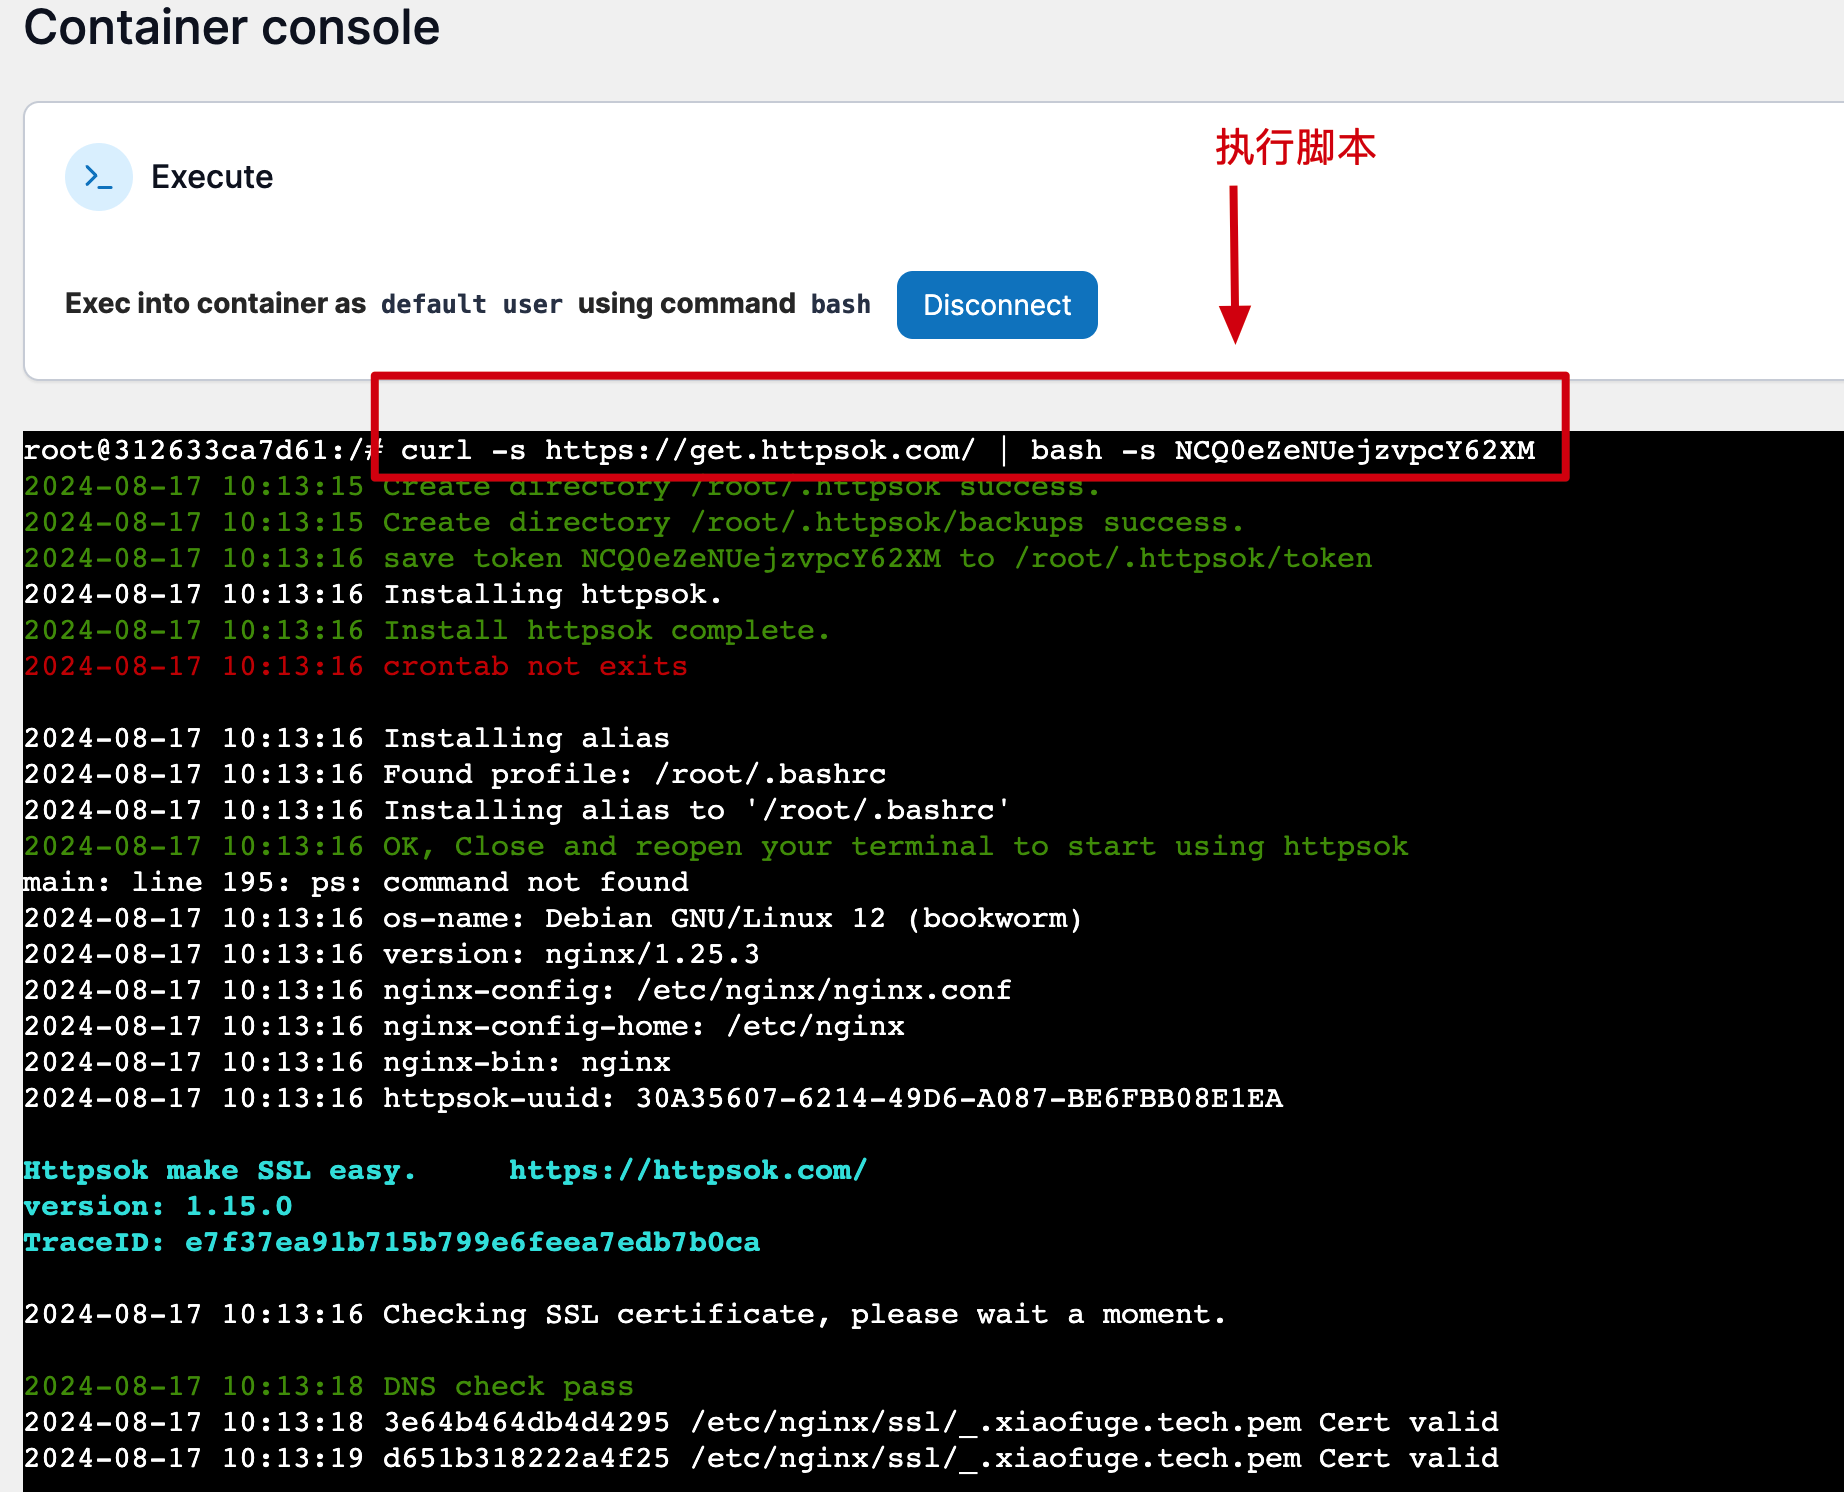 Container console
执行脚本
>_ Execute
Exec into container as default user using command bash Disconnect
root@312633ca7d61:/# curl -s https://get.httpsok.com/ | bash -s NCQ0eZeNUejzvpcY62XM
2024-08-17 10:13:15 Create directory /root/.httpsok success.
2024-08-17 10:13:15 Create directory /root/.httpsok/backups success.
2024-08-17 10:13:16 save token NCQ0eZeNUejzvpcY62XM to /root/.httpsok/token
2024-08-17 10:13:16 Installing httpsok.
2024-08-17 10:13:16 Install httpsok complete.
2024-08-17 10:13:16 crontab not exits
2024-08-17 10:13:16 Installing alias
2024-08-17 10:13:16 Found profile: /root/.bashrc
2024-08-17 10:13:16 Installing alias to '/root/.bashrc'
2024-08-17 10:13:16 OK, Close and reopen your terminal to start using httpsok
main: line 195: ps: command not found
2024-08-17 10:13:16 os-name: Debian GNU/Linux 12 (bookworm)
2024-08-17 10:13:16 version: nginx/1.25.3
2024-08-17 10:13:16 nginx-config: /etc/nginx/nginx.conf
2024-08-17 10:13:16 nginx-config-home: /etc/nginx
2024-08-17 10:13:16 nginx-bin: nginx
2024-08-17 10:13:16 httpsok-uuid: 30A35607-6214-49D6-A087-BE6FBB08E1EA
Httpsok make SSL easy. https://httpsok.com/
version: 1.15.0
TraceID: e7f37ea91b715b799e6feea7edb7b0ca
2024-08-17 10:13:16 Checking SSL certificate, please wait a moment.
2024-08-17 10:13:18 DNS check pass
2024-08-17 10:13:18 3e64b464db4d4295 /etc/nginx/ssl/_.xiaofuge.tech.pem Cert valid
2024-08-17 10:13:19 d651b318222a4f25 /etc/nginx/ssl/_.xiaofuge.tech.pem Cert valid